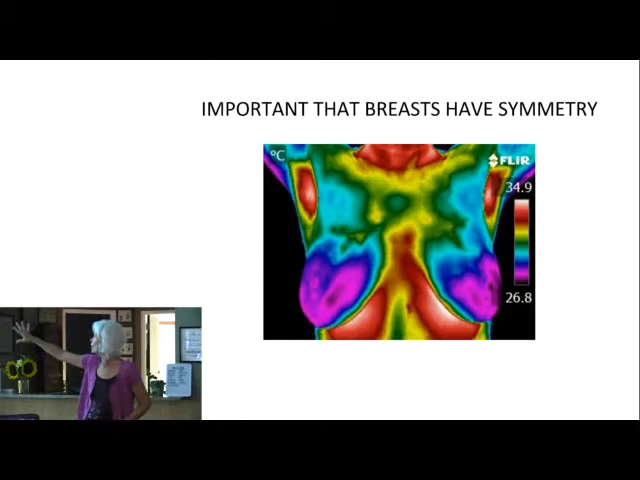 IMPORTANT THAT BREASTS HAVE SYMMETRY
°C
FLIR
34.9
26.8